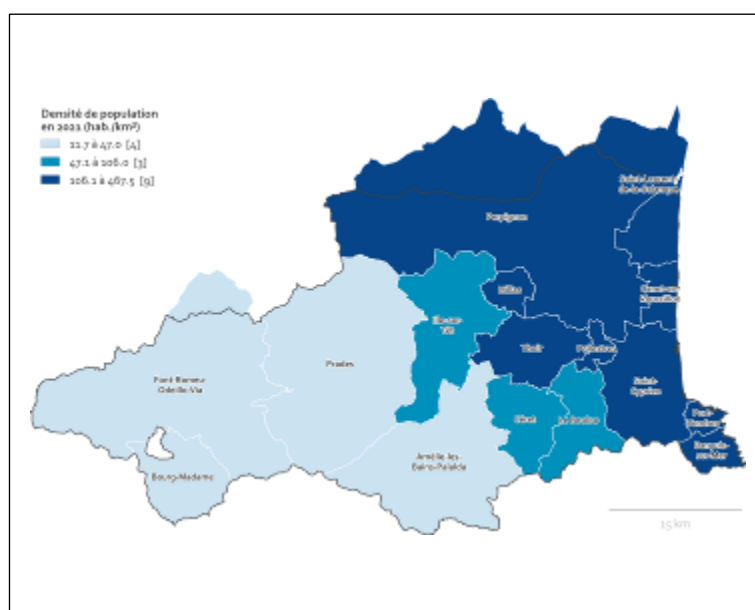 Densité de population
en 2021 (hab./km²)
11.7 à 47.0 [4]
47.1 à 106.0 [3]
106.1 à 467.5 [9]
Saint-Laurent-
de-la-Salanque
Perpignan
Millas
Canet-en-
Roussillon
Ille-sur-
Têt
Thuir
Pollestres
Prades
Font-Romeu-
Odeillo-Via
Saint-
Cyprien
Céret
Le Boulou
Port-
Vendres
Banyuls-
sur-Mer
Amélie-les-
Bains-Palalda
Bourg-Madame
15 km